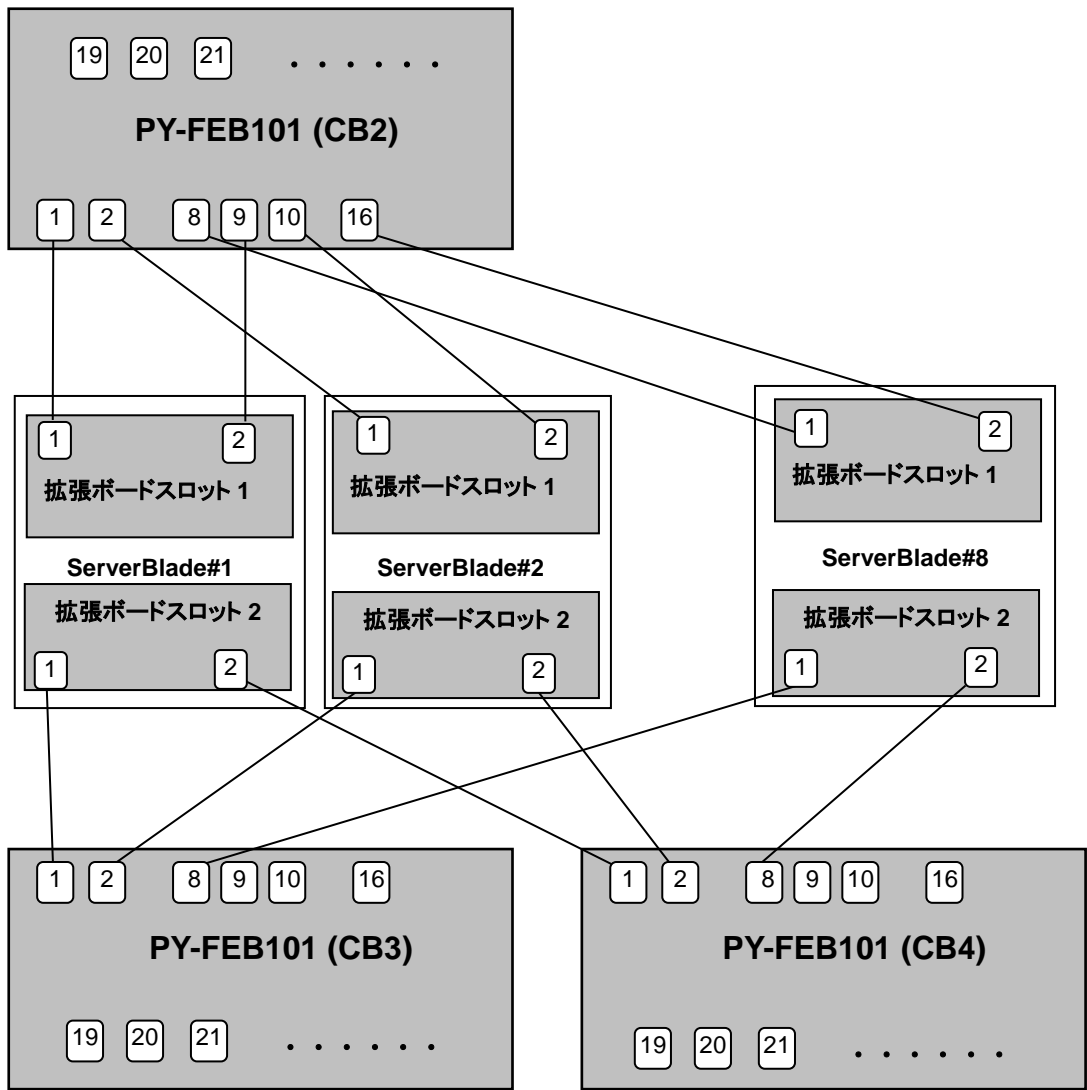 19 20 21 ・・・・・・
PY-FEB101 (CB2)
1 2 8 9 10 16
1 2
拡張ボードスロット 1
ServerBlade#1
拡張ボードスロット 2
1 2
1 2
拡張ボードスロット 1
ServerBlade#2
拡張ボードスロット 2
1 2
1 2
拡張ボードスロット 1
ServerBlade#8
拡張ボードスロット 2
1 2
1 2 8 9 10 16
PY-FEB101 (CB3)
19 20 21 ・・・・・・
1 2 8 9 10 16
PY-FEB101 (CB4)
19 20 21 ・・・・・・